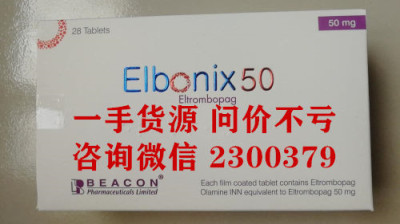 28 Tablets
50 mg
Elbonix 50
Eltrombopag
一手货源 问价不亏
咨询微信 2300379
BEACON
Pharmaceuticals Limited
Each film coated tablet contains Eltrombopag
Olamine INN equivalent to Eltrombopag 50 mg